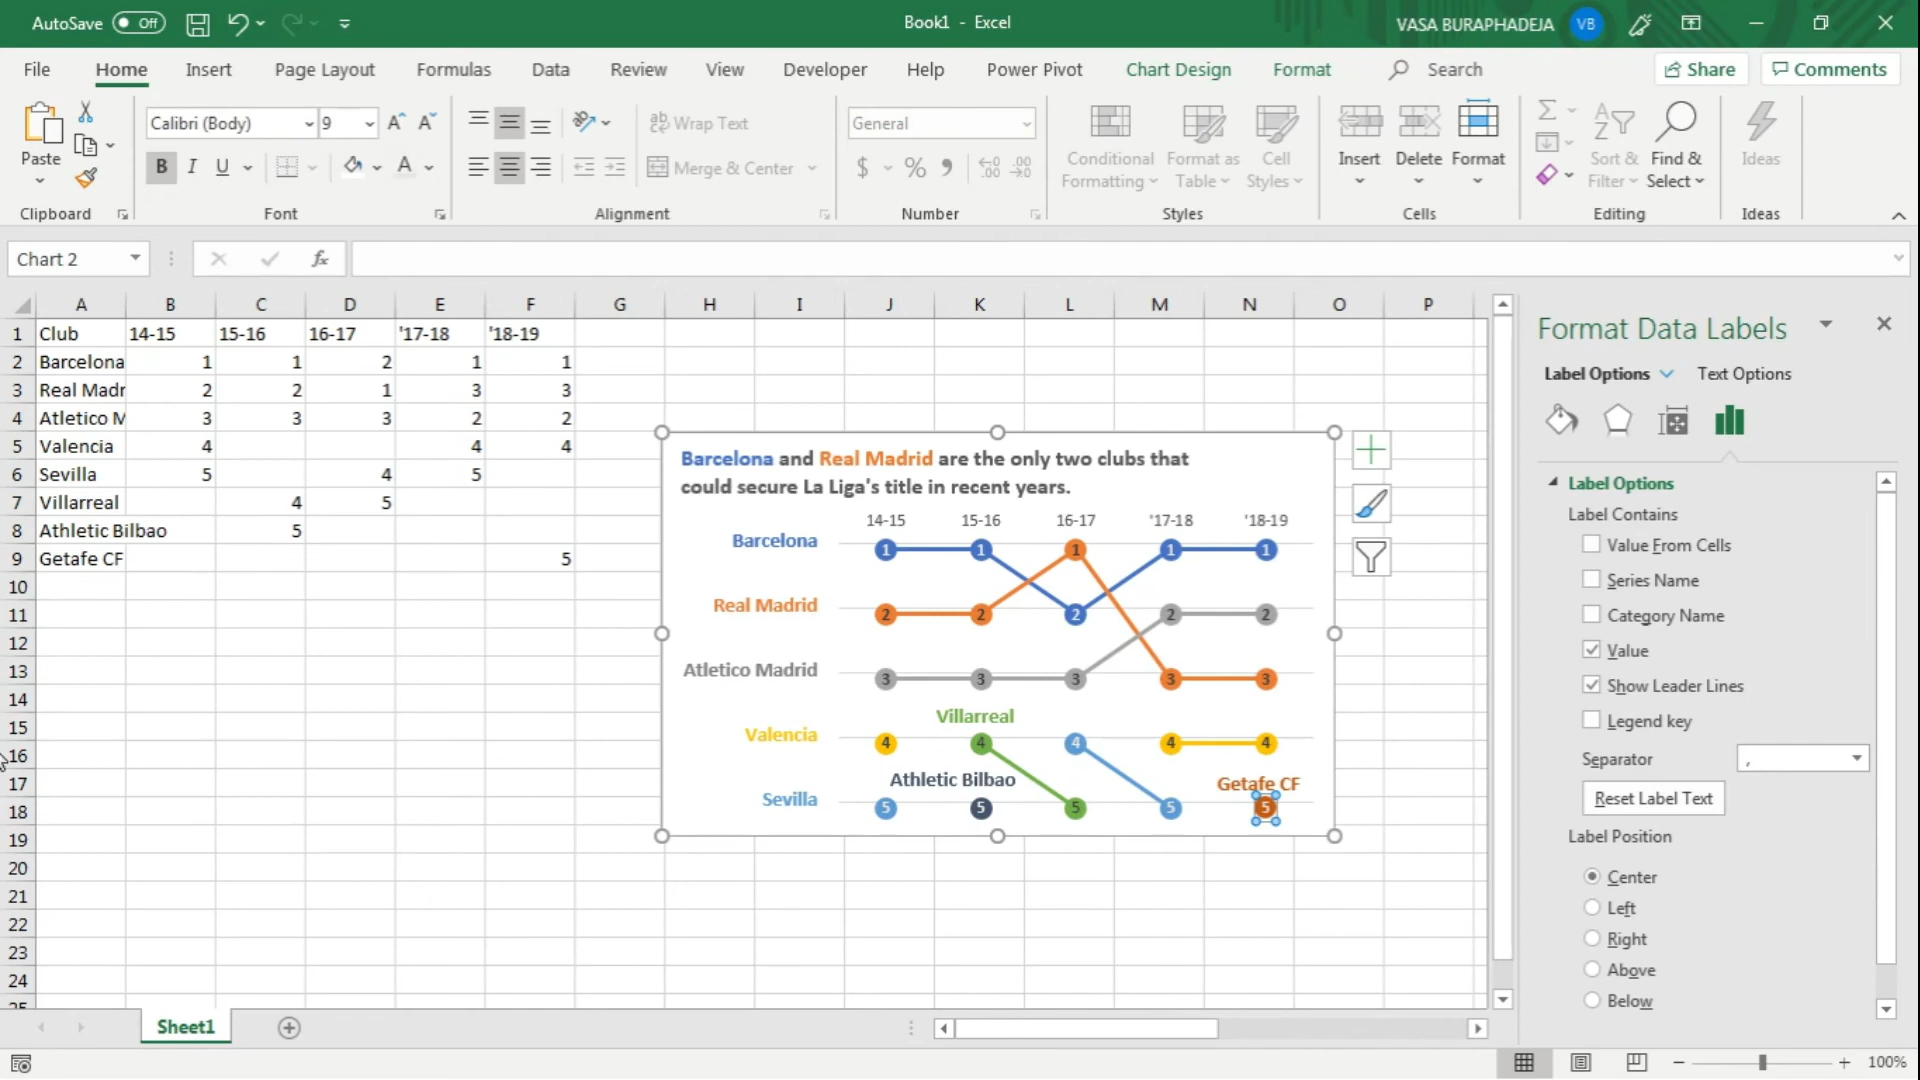 AutoSave Off
Book1 - Excel
VASA BURAPHADEJA VB
File Home Insert Page Layout Formulas Data Review View Developer Help Power Pivot Chart Design Format Search Share Comments
Paste
Clipboard
Calibri (Body) 9 A A
B I U A
Font
ab Wrap Text
Merge & Center
Alignment
General
$ % 9
Number
Conditional Formatting
Format as Table
Cell Styles
Styles
Insert Delete Format
Cells
Sort & Filter
Find & Select
Editing
Ideas
Ideas
Chart 2 fx
A B C D E F G H I J K L M N O P
1 Club 14-15 15-16 16-17 '17-18 '18-19
2 Barcelona 1 1 2 1 1
3 Real Madr 2 2 1 3 3
4 Atletico M 3 3 3 2 2
5 Valencia 4 4 4
6 Sevilla 5 4 5
7 Villarreal 4 5
8 Athletic Bilbao 5
9 Getafe CF 5
10
11
12
13
14
15
16
17
18
19
20
21
22
23
24
25
Barcelona and Real Madrid are the only two clubs that
could secure La Liga's title in recent years.
14-15 15-16 16-17 '17-18 '18-19
Barcelona 1 1 1 1 1
Real Madrid 2 2 2 2 2
Atletico Madrid 3 3 3 3 3
Villarreal
Valencia 4 4 4 4 4
Athletic Bilbao Getafe CF
Sevilla 5 5 5 5 5
Format Data Labels
Label Options Text Options
Label Options
Label Contains
Value From Cells
Series Name
Category Name
Value
Show Leader Lines
Legend key
Separator ,
Reset Label Text
Label Position
Center
Left
Right
Above
Below
Sheet1
100%